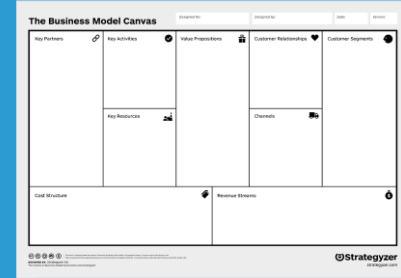 The Business Model Canvas
Designed for:
Designed by:
Date:
Version:
Key Partners
Key Activities
Value Propositions
Customer Relationships
Customer Segments
Key Resources
Channels
Cost Structure
Revenue Streams
Strategyzer
strategyzer.com